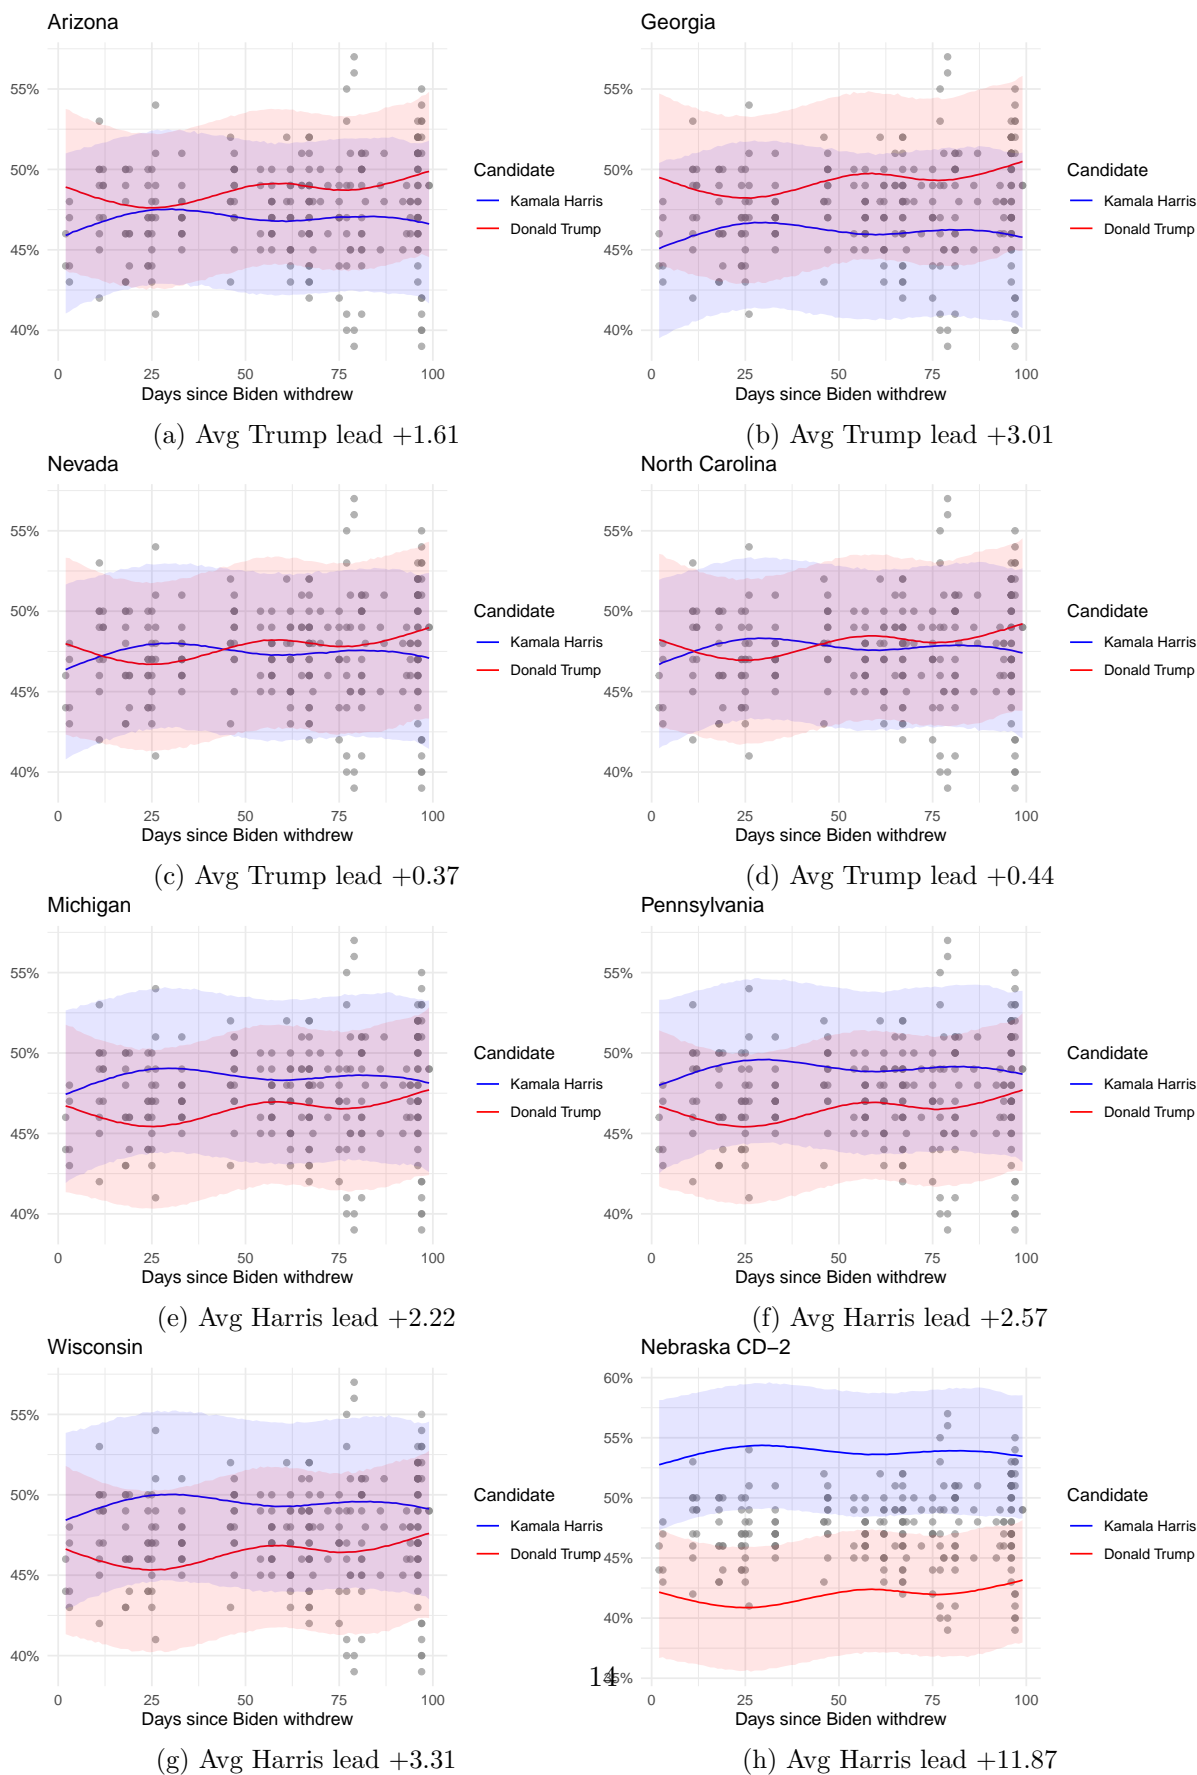 Arizona
55%
50%
45%
40%
0 25 50 75 100
Days since Biden withdrew
Candidate
Kamala Harris
Donald Trump
(a) Avg Trump lead +1.61
Georgia
55%
50%
45%
40%
0 25 50 75 100
Days since Biden withdrew
Candidate
Kamala Harris
Donald Trump
(b) Avg Trump lead +3.01
Nevada
55%
50%
45%
40%
0 25 50 75 100
Days since Biden withdrew
Candidate
Kamala Harris
Donald Trump
(c) Avg Trump lead +0.37
North Carolina
55%
50%
45%
40%
0 25 50 75 100
Days since Biden withdrew
Candidate
Kamala Harris
Donald Trump
(d) Avg Trump lead +0.44
Michigan
55%
50%
45%
40%
0 25 50 75 100
Days since Biden withdrew
Candidate
Kamala Harris
Donald Trump
(e) Avg Harris lead +2.22
Pennsylvania
55%
50%
45%
40%
0 25 50 75 100
Days since Biden withdrew
Candidate
Kamala Harris
Donald Trump
(f) Avg Harris lead +2.57
Wisconsin
55%
50%
45%
40%
0 25 50 75 100
Days since Biden withdrew
Candidate
Kamala Harris
Donald Trump
(g) Avg Harris lead +3.31
Nebraska CD−2
60%
55%
50%
45%
40%
35%
0 25 50 75 100
Days since Biden withdrew
Candidate
Kamala Harris
Donald Trump
(h) Avg Harris lead +11.87
14